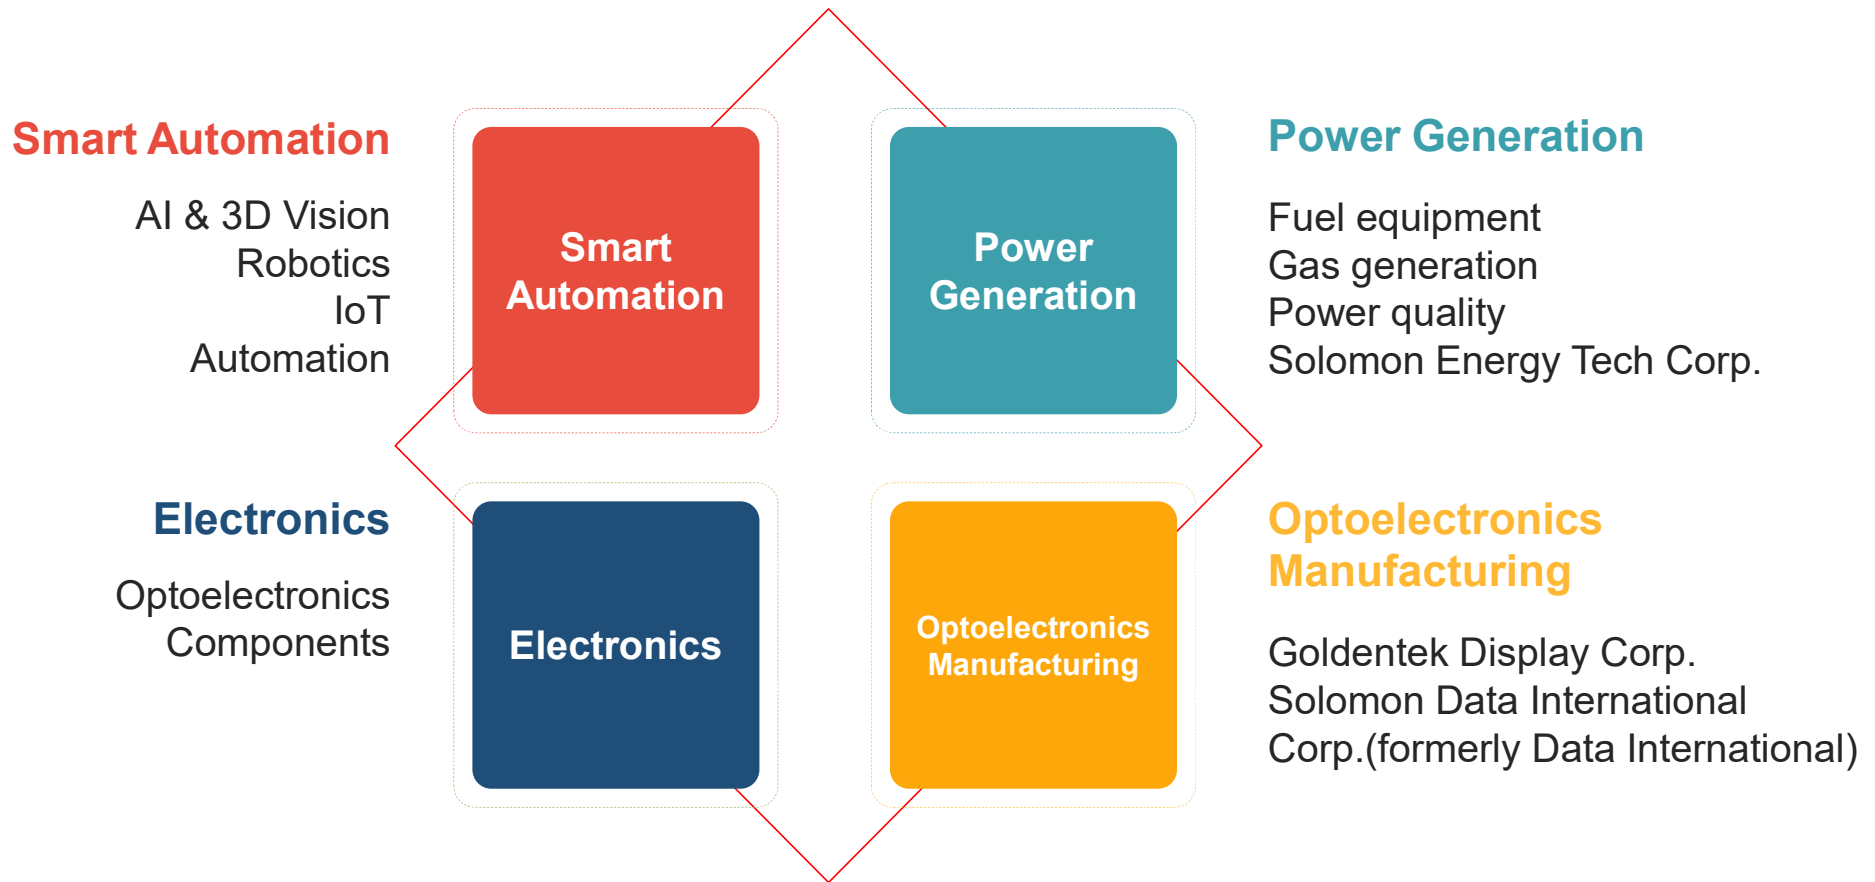 Smart Automation
AI & 3D Vision
Robotics
IoT
Automation
Smart
Automation
Power
Generation
Power Generation
Fuel equipment
Gas generation
Power quality
Solomon Energy Tech Corp.
Electronics
Optoelectronics
Components
Electronics
Optoelectronics
Manufacturing
Optoelectronics
Manufacturing
Goldentek Display Corp.
Solomon Data International
Corp.(formerly Data International)